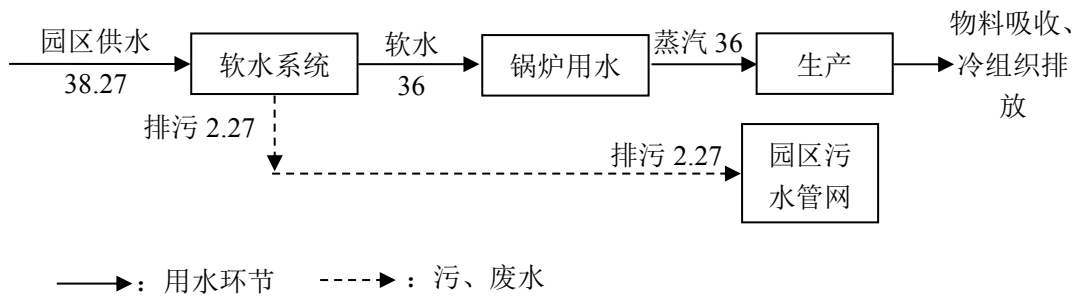 园区供水
38.27
软水系统
软水
36
锅炉用水
蒸汽 36
生产
物料吸收、
冷组织排
放
排污 2.27
排污 2.27
园区污
水管网
：用水环节
：污、废水